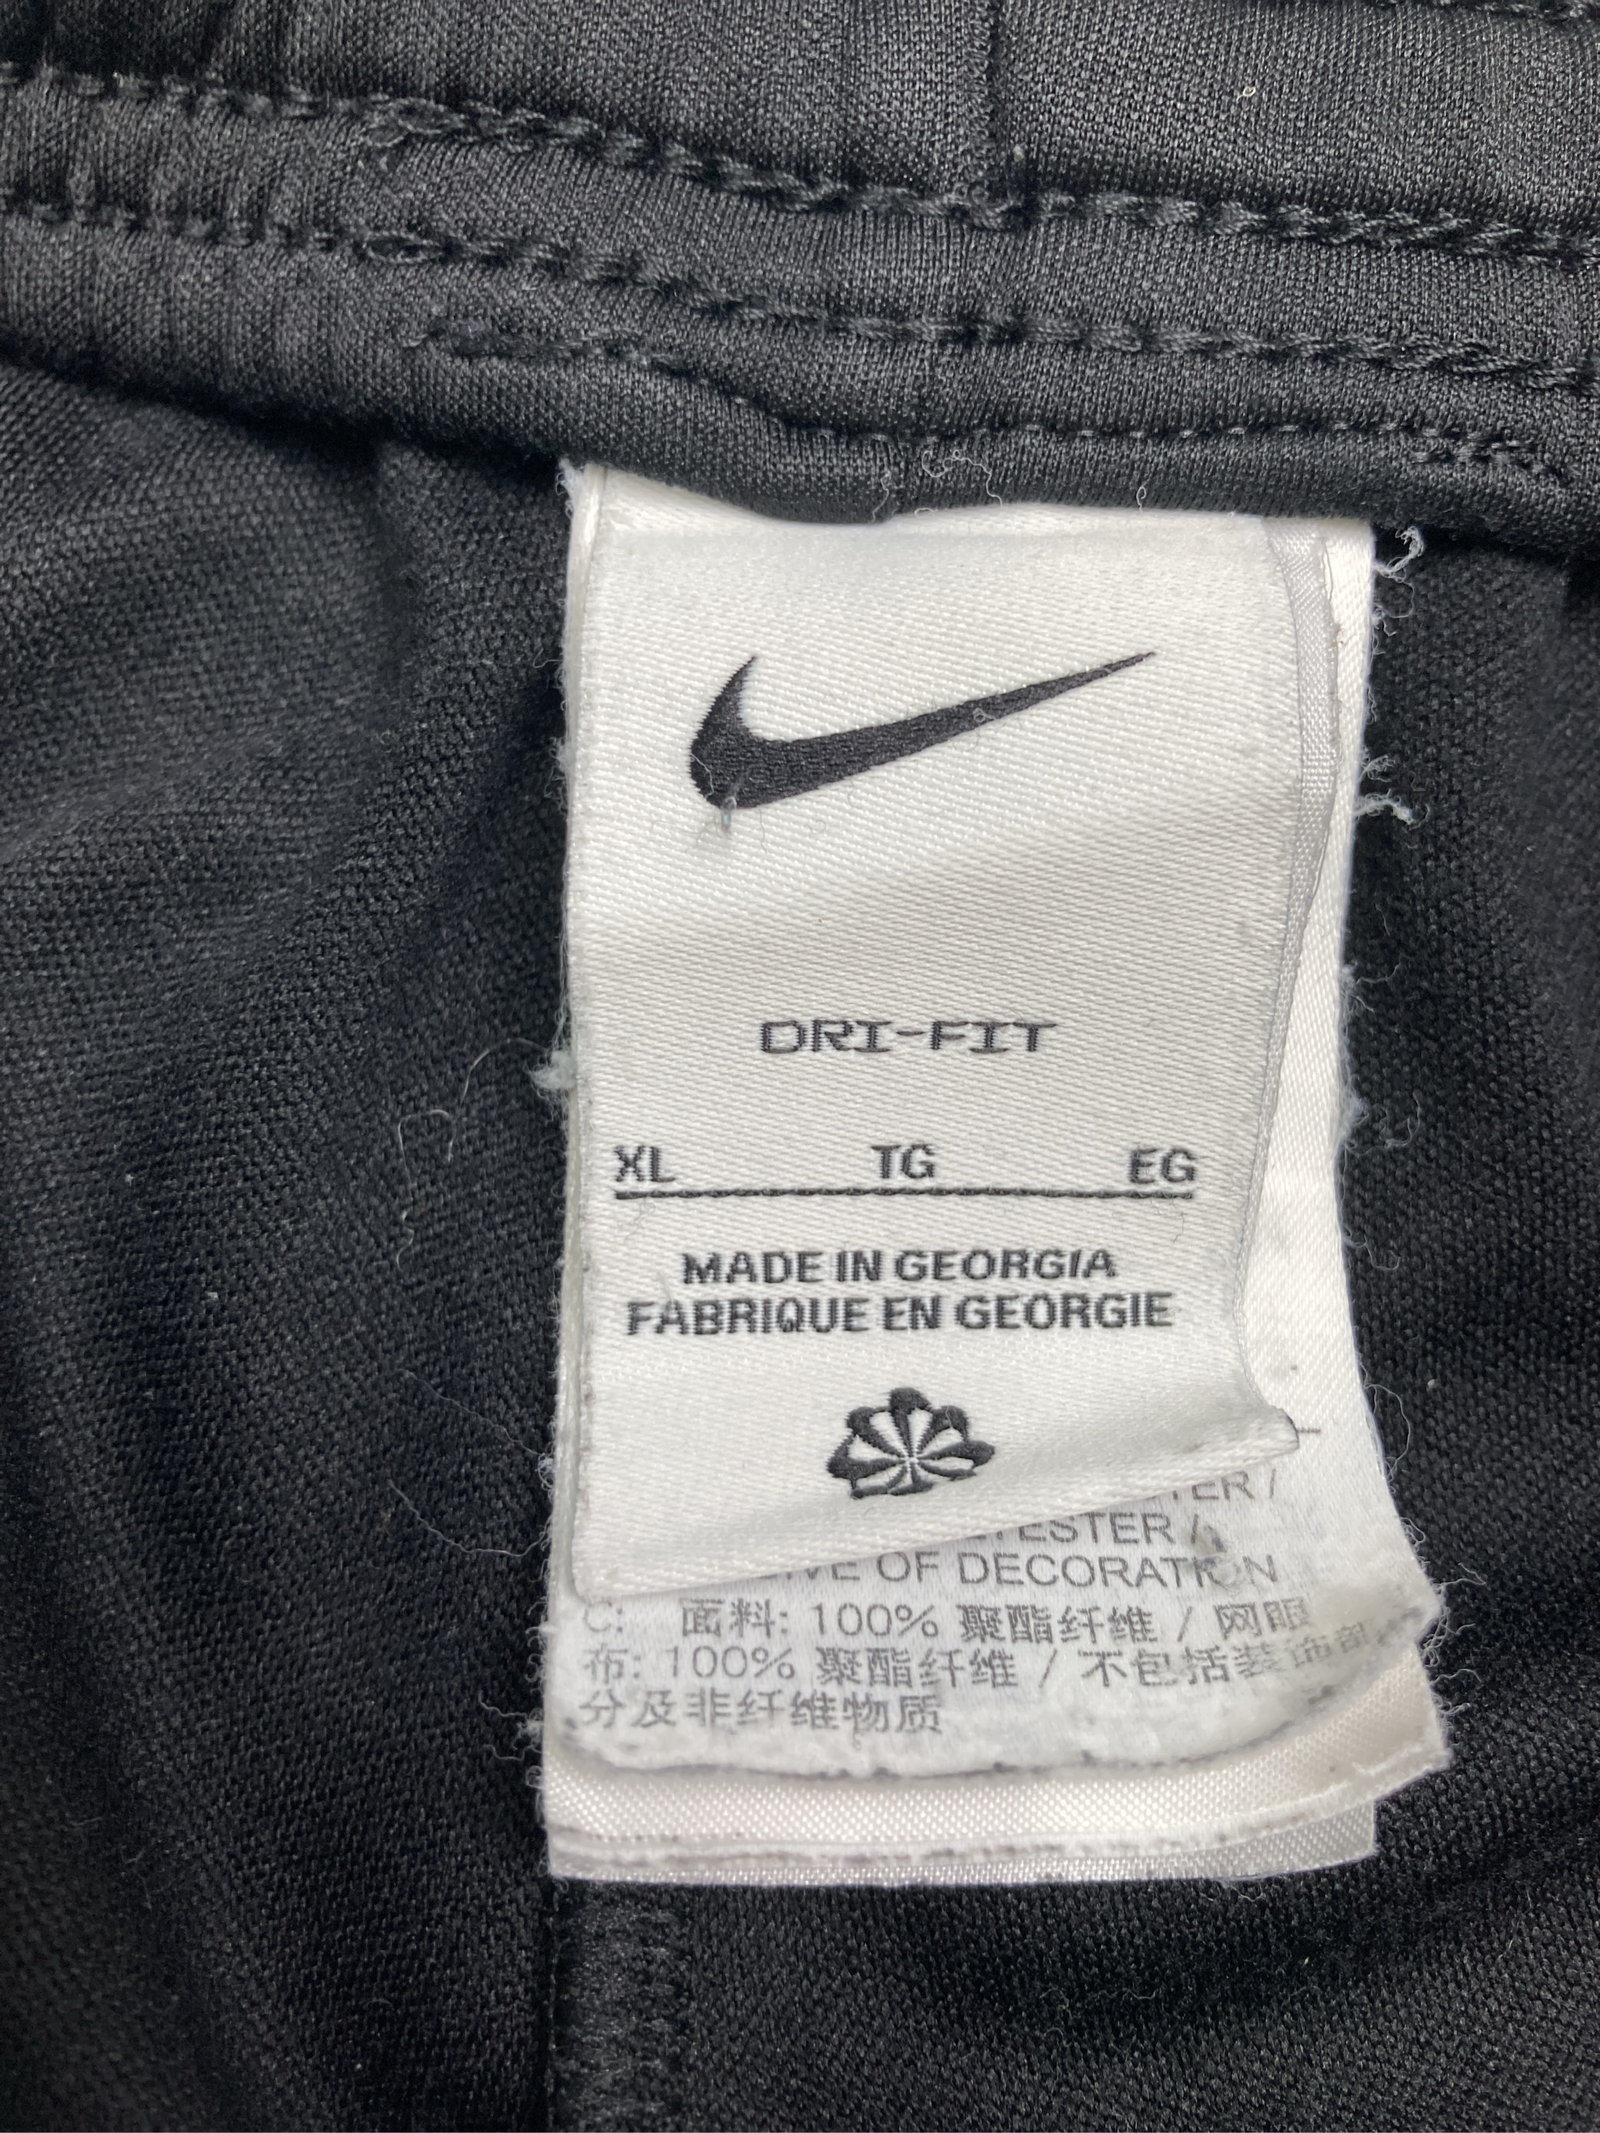 DRI-FIT
XL TG EG
MADE IN GEORGIA
FABRIQUE EN GEORGIE
OF DECORATION
C: 面料: 100% 聚酯纤维 / 网眼
布: 100% 聚酯纤维 / 不包括装饰部
分及非纤维物质